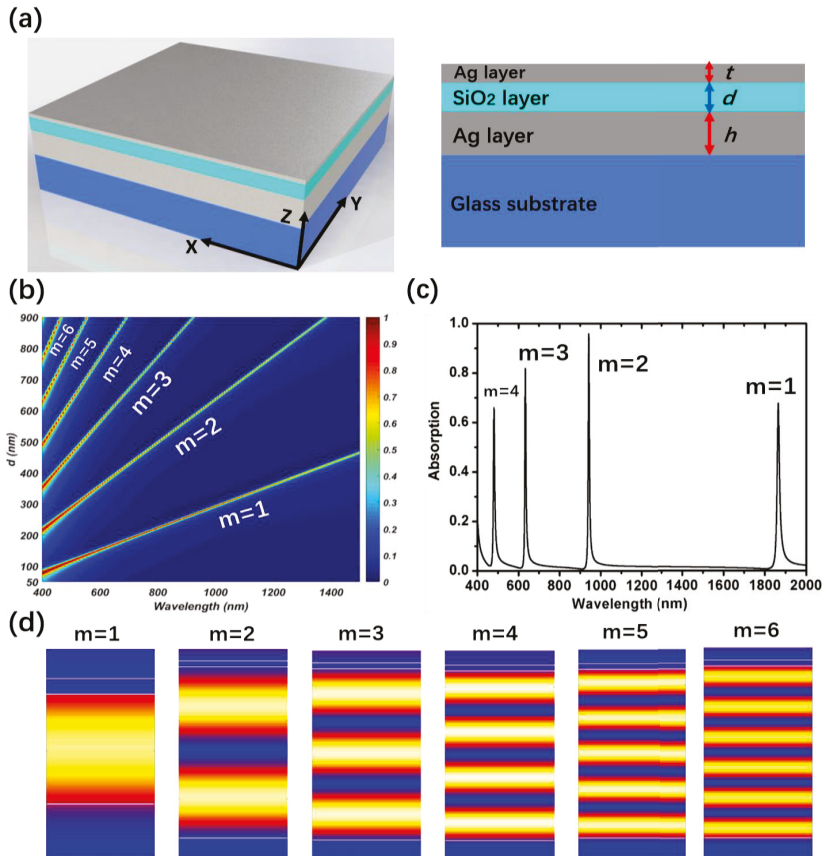 (a)
Z
Y
X
Ag layer t
SiO2 layer d
Ag layer h
Glass substrate
(b)
900
800
700
600
500
400
300
200
100
50
d (nm)
m=6
m=5
m=4
m=3
m=2
m=1
400 600 800 1000 1200 1400
Wavelength (nm)
1
0.9
0.8
0.7
0.6
0.5
0.4
0.3
0.2
0.1
0
(c)
1.0
0.8
0.6
0.4
0.2
0.0
Absorption
m=4
m=3
m=2
m=1
400 600 800 1000 1200 1400 1600 1800 2000
Wavelength (nm)
(d)
m=1 m=2 m=3 m=4 m=5 m=6